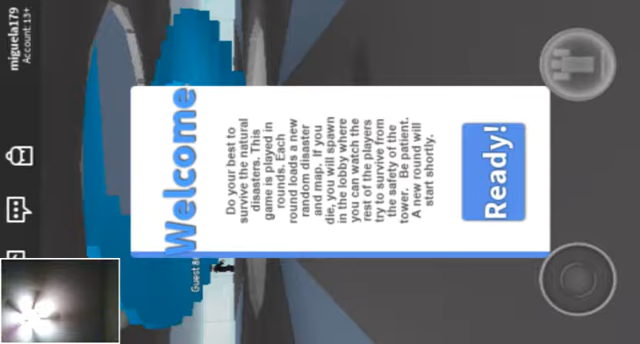 miguela179
Account: 13+
Welcome
Do your best to
survive the natural
disasters. This
game is played in
rounds. Each
round loads a new
random disaster
and map. If you
die, you will spawn
in the lobby where
you can watch the
rest of the players
try to survive from
the safety of the
tower. Be patient.
A new round will
start shortly.
Ready!